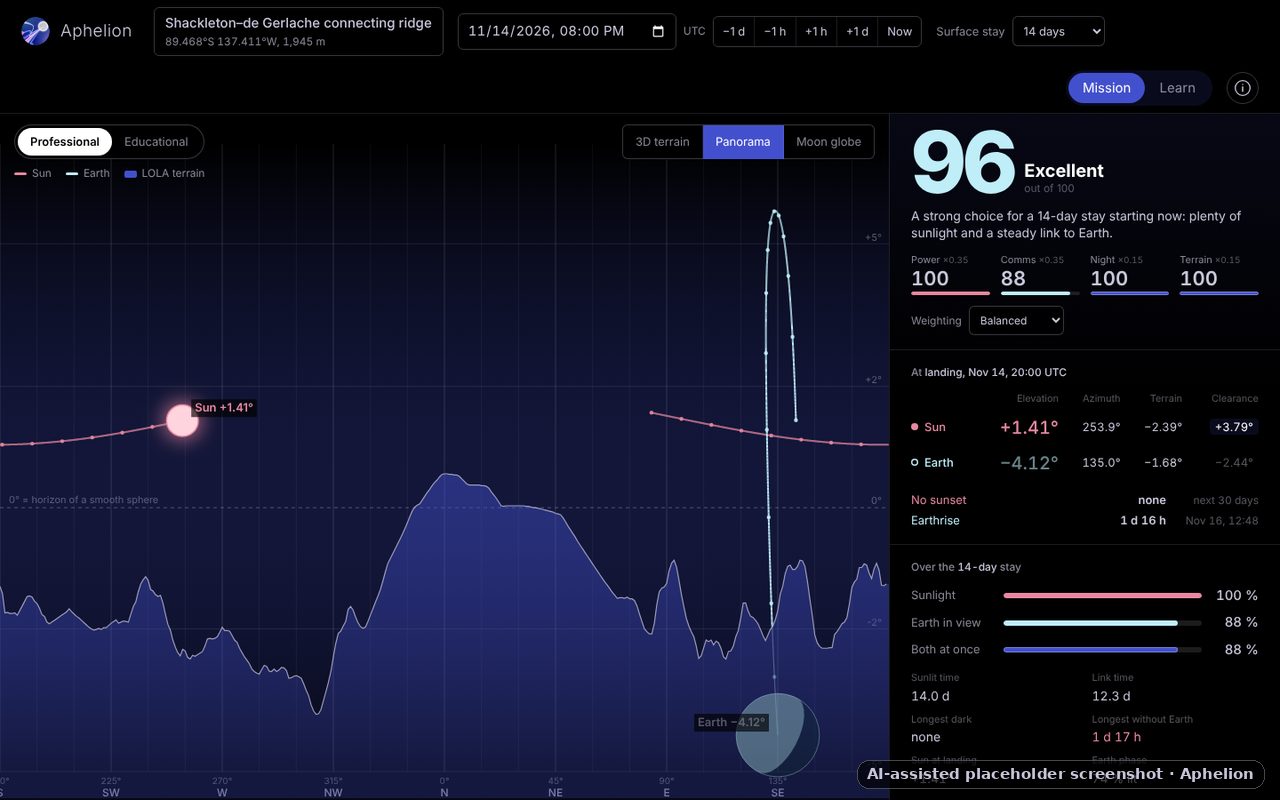 Aphelion
Shackleton–de Gerlache connecting ridge
89.468°S 137.411°W, 1,945 m
11/14/2026, 08:00 PM
UTC
−1 d
−1 h
+1 h
+1 d
Now
Surface stay
14 days
Mission
Learn
Professional
Educational
3D terrain
Panorama
Moon globe
Sun
Earth
LOLA terrain
+5°
+2°
Sun +1.41°
0° = horizon of a smooth sphere
0°
-2°
Earth −4.12°
0°
225°
270°
315°
0°
45°
90°
135°
S
SW
W
NW
N
NE
E
SE
96
Excellent
out of 100
A strong choice for a 14-day stay starting now: plenty of
sunlight and a steady link to Earth.
Power ×0.35
Comms ×0.35
Night ×0.15
Terrain ×0.15
100
88
100
100
Weighting
Balanced
At landing, Nov 14, 20:00 UTC
Elevation
Azimuth
Terrain
Clearance
Sun
+1.41°
253.9°
−2.39°
+3.79°
Earth
−4.12°
135.0°
−1.68°
−2.44°
No sunset
none
next 30 days
Earthrise
1 d 16 h
Nov 16, 12:48
Over the 14-day stay
Sunlight
100 %
Earth in view
88 %
Both at once
88 %
Sunlit time
Link time
14.0 d
12.3 d
Longest dark
Longest without Earth
none
1 d 17 h
Sun at landing
Earth phase
AI-assisted placeholder screenshot · Aphelion